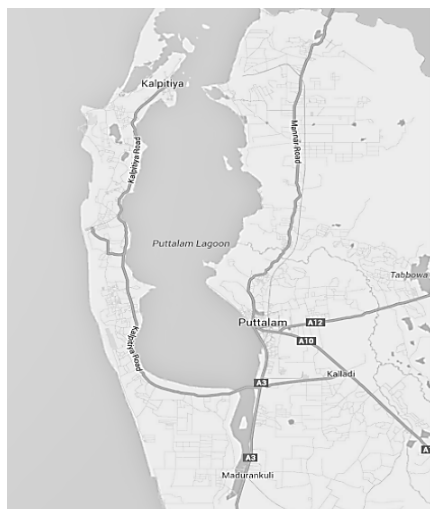 Kalpitiya
Kalpitiya Road
Mannar Road
Puttalam Lagoon
Tabbowa
Puttalam
A12
A10
Kalpitiya Road
Kalladi
A3
A3
Madurankuli